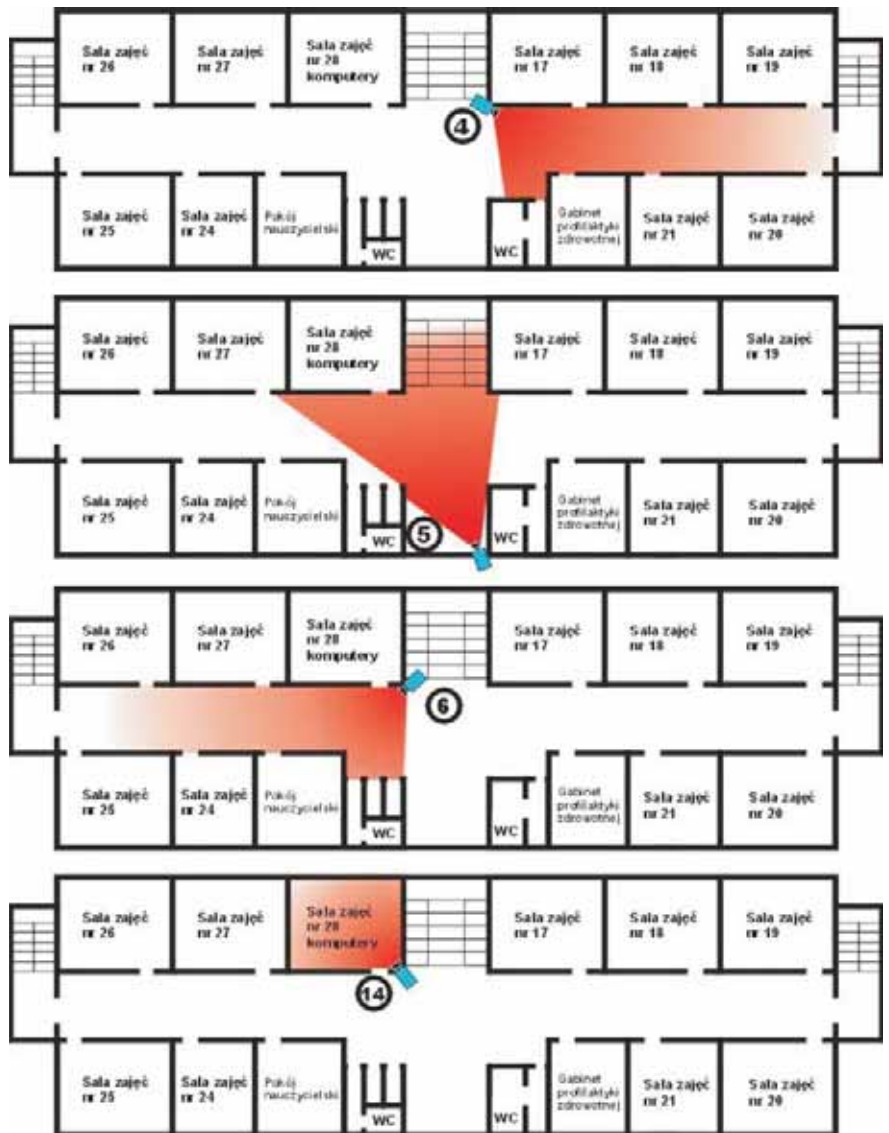 Sala zajęć
nr 26
Sala zajęć
nr 27
Sala zajęć
nr 28
komputery
Sala zajęć
nr 17
Sala zajęć
nr 18
Sala zajęć
nr 19
4
Sala zajęć
nr 25
Sala zajęć
nr 24
Pokój
nauczycielski
WC
WC
Gabinet
profilaktyki
zdrowotnej
Sala zajęć
nr 21
Sala zajęć
nr 20
Sala zajęć
nr 26
Sala zajęć
nr 27
Sala zajęć
nr 28
komputery
Sala zajęć
nr 17
Sala zajęć
nr 18
Sala zajęć
nr 19
Sala zajęć
nr 25
Sala zajęć
nr 24
Pokój
nauczycielski
WC
5
WC
Gabinet
profilaktyki
zdrowotnej
Sala zajęć
nr 21
Sala zajęć
nr 20
Sala zajęć
nr 26
Sala zajęć
nr 27
Sala zajęć
nr 28
komputery
Sala zajęć
nr 17
Sala zajęć
nr 18
Sala zajęć
nr 19
6
Sala zajęć
nr 25
Sala zajęć
nr 24
Pokój
nauczycielski
WC
WC
Gabinet
profilaktyki
zdrowotnej
Sala zajęć
nr 21
Sala zajęć
nr 20
Sala zajęć
nr 26
Sala zajęć
nr 27
Sala zajęć
nr 28
komputery
Sala zajęć
nr 17
Sala zajęć
nr 18
Sala zajęć
nr 19
14
Sala zajęć
nr 25
Sala zajęć
nr 24
Pokój
nauczycielski
WC
WC
Gabinet
profilaktyki
zdrowotnej
Sala zajęć
nr 21
Sala zajęć
nr 20